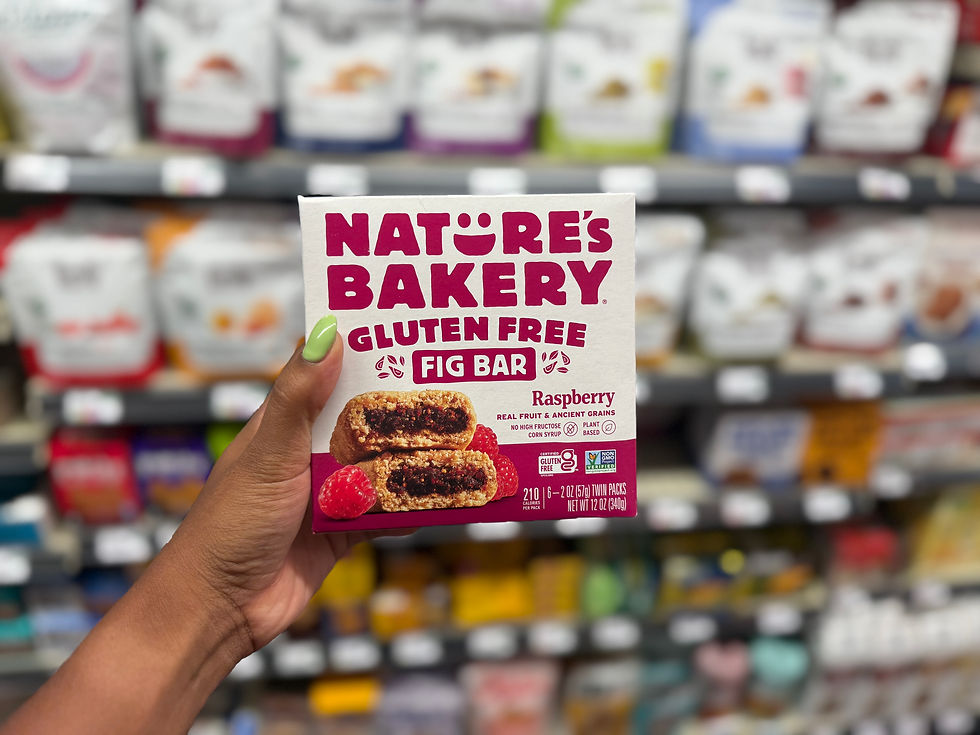 NATURE's
BAKERY®
GLUTEN FREE
FIG BAR
Raspberry
REAL FRUIT & ANCIENT GRAINS
NO HIGH FRUCTOSE
CORN SYRUP
PLANT
BASED
CERTIFIED
GLUTEN
FREE
NON
GMO
VERIFIED
210
CALORIES
PER PACK
6–2 OZ (57g) TWIN PACKS
NET WT 12 OZ (340g)